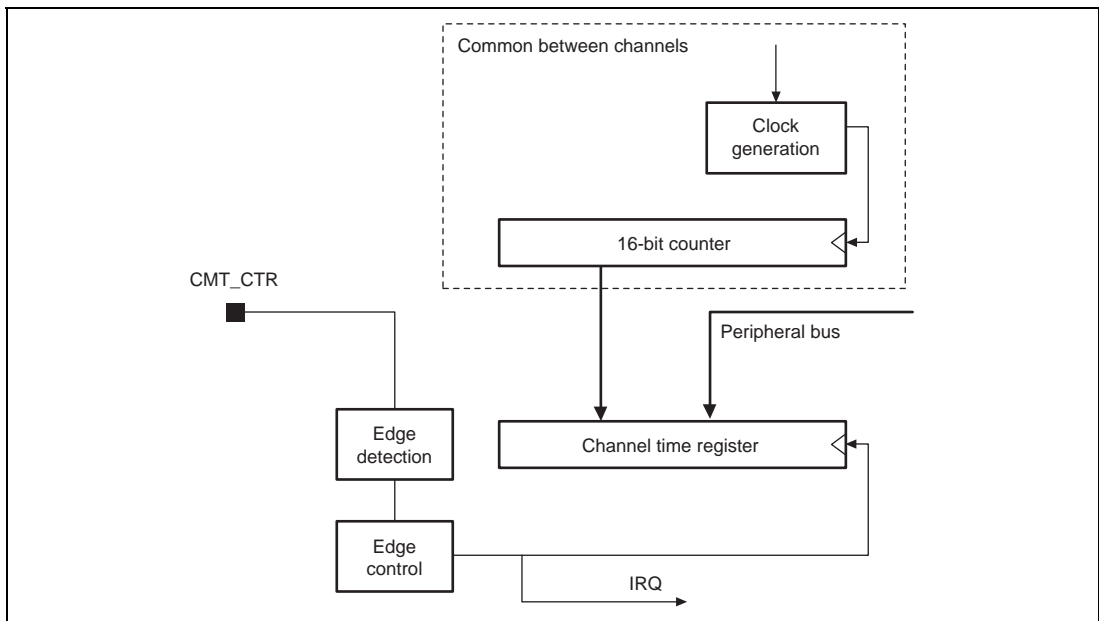 Common between channels
Clock
generation
16-bit counter
CMT_CTR
Peripheral bus
Edge
detection
Channel time register
Edge
control
IRQ